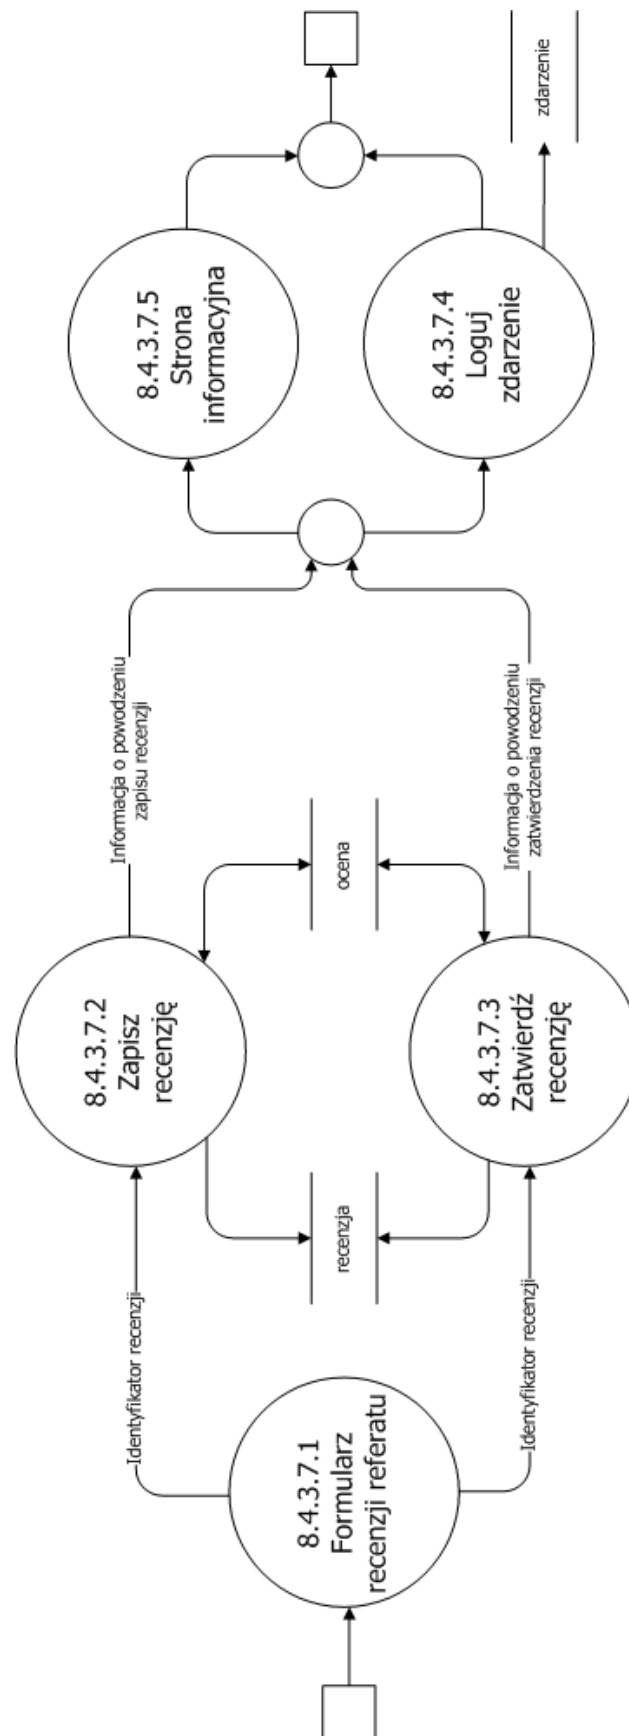 8.4.3.7.1
Formularz
recenzji referatu
Identyfikator recenzji
Identyfikator recenzji
recenzja
8.4.3.7.2
Zapisz
recenzję
8.4.3.7.3
Zatwierdź
recenzję
ocena
Informacja o powodzeniu
zapisu recenzji
Informacja o powodzeniu
zatwierdzenia recenzji
8.4.3.7.5
Strona
informacyjna
8.4.3.7.4
Loguj
zdarzenie
zdarzenie